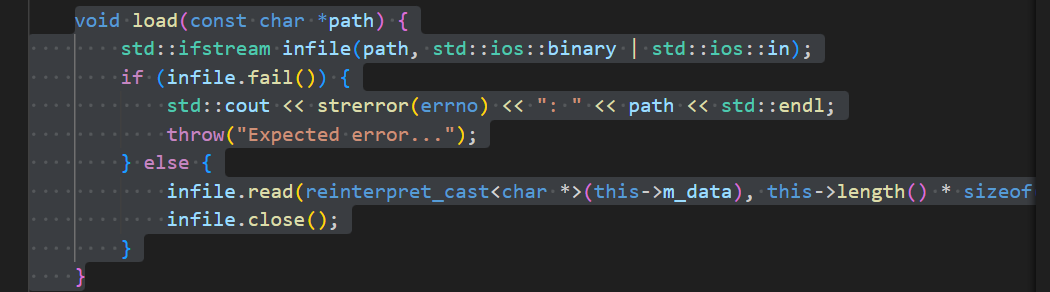 void load(const char *path) {
std::ifstream infile(path, std::ios::binary | std::ios::in);
if (infile.fail()) {
std::cout << strerror(errno) << ": " << path << std::endl;
throw("Expected error...");
} else {
infile.read(reinterpret_cast<char *>(this->m_data), this->length() * sizeof
infile.close();
}
}